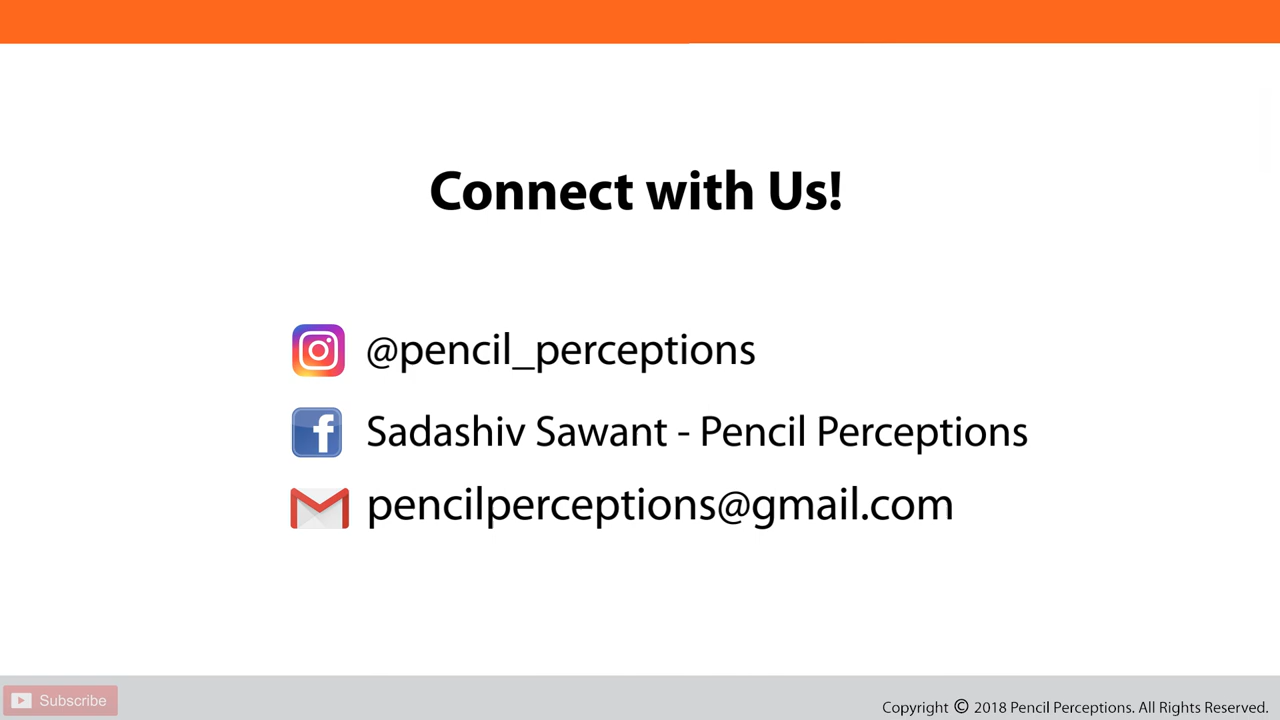 Connect with Us!
@pencil_perceptions
Sadashiv Sawant - Pencil Perceptions
pencilperceptions@gmail.com
Subscribe
Copyright © 2018 Pencil Perceptions. All Rights Reserved.